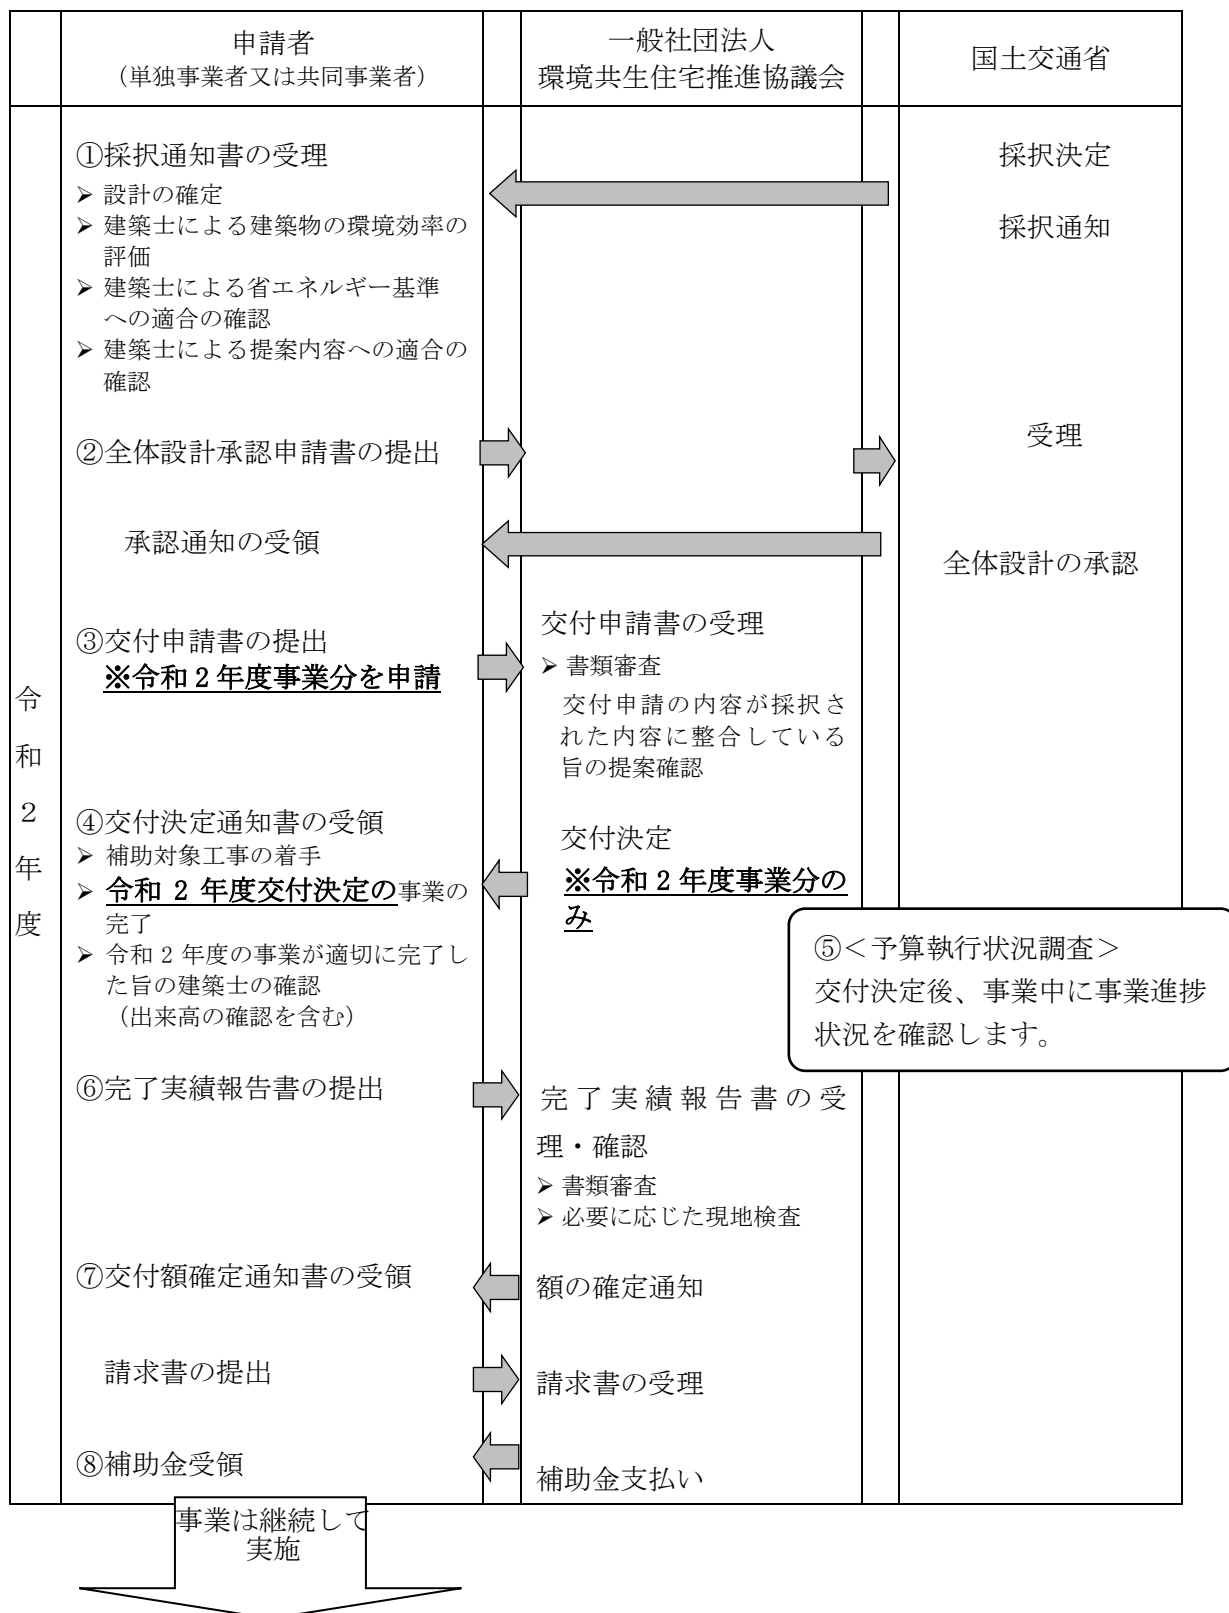 申請者
（単独事業者又は共同事業者）
一般社団法人
環境共生住宅推進協議会
国土交通省
令和２年度
①採択通知書の受理
➢ 設計の確定
➢ 建築士による建築物の環境効率の
評価
➢ 建築士による省エネルギー基準
への適合の確認
➢ 建築士による提案内容への適合の
確認
採択決定
採択通知
②全体設計承認申請書の提出
受理
承認通知の受領
全体設計の承認
③交付申請書の提出
※令和２年度事業分を申請
交付申請書の受理
➢ 書類審査
交付申請の内容が採択さ
れた内容に整合している
旨の提案確認
④交付決定通知書の受領
➢ 補助対象工事の着手
➢ 令和 2 年度交付決定の事業の
完了
➢ 令和 2 年度の事業が適切に完了し
た旨の建築士の確認
（出来高の確認を含む）
交付決定
※令和２年度事業分の
み
⑤＜予算執行状況調査＞
交付決定後、事業中に事業進捗
状況を確認します。
⑥完了実績報告書の提出
完了実績報告書の受
理・確認
➢ 書類審査
➢ 必要に応じた現地検査
⑦交付額確定通知書の受領
額の確定通知
請求書の提出
請求書の受理
⑧補助金受領
補助金支払い
事業は継続して
実施